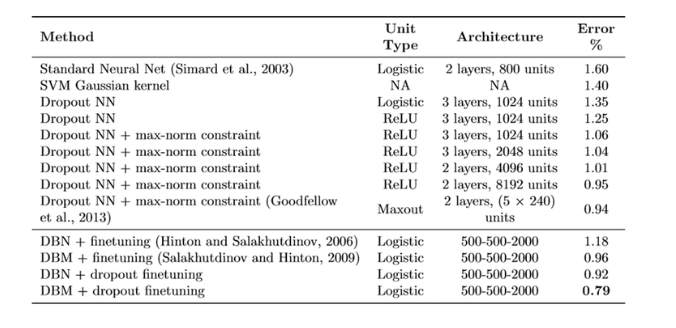 Method Unit Type Architecture Error %
Standard Neural Net (Simard et al., 2003) Logistic 2 layers, 800 units 1.60
SVM Gaussian kernel NA NA 1.40
Dropout NN Logistic 3 layers, 1024 units 1.35
Dropout NN ReLU 3 layers, 1024 units 1.25
Dropout NN + max-norm constraint ReLU 3 layers, 1024 units 1.06
Dropout NN + max-norm constraint ReLU 3 layers, 2048 units 1.04
Dropout NN + max-norm constraint ReLU 2 layers, 4096 units 1.01
Dropout NN + max-norm constraint ReLU 2 layers, 8192 units 0.95
Dropout NN + max-norm constraint (Goodfellow et al., 2013) Maxout 2 layers, (5 × 240) units 0.94
DBN + finetuning (Hinton and Salakhutdinov, 2006) Logistic 500-500-2000 1.18
DBM + finetuning (Salakhutdinov and Hinton, 2009) Logistic 500-500-2000 0.96
DBN + dropout finetuning Logistic 500-500-2000 0.92
DBM + dropout finetuning Logistic 500-500-2000 0.79